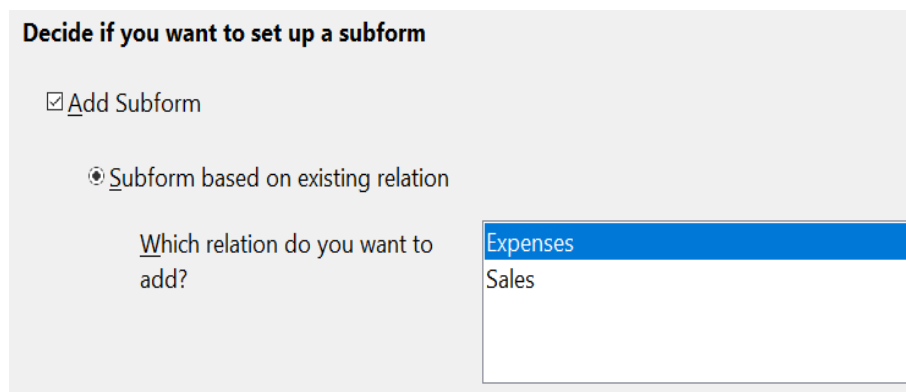 Decide if you want to set up a subform
Add Subform
Subform based on existing relation
Which relation do you want to
add?
Expenses
Sales